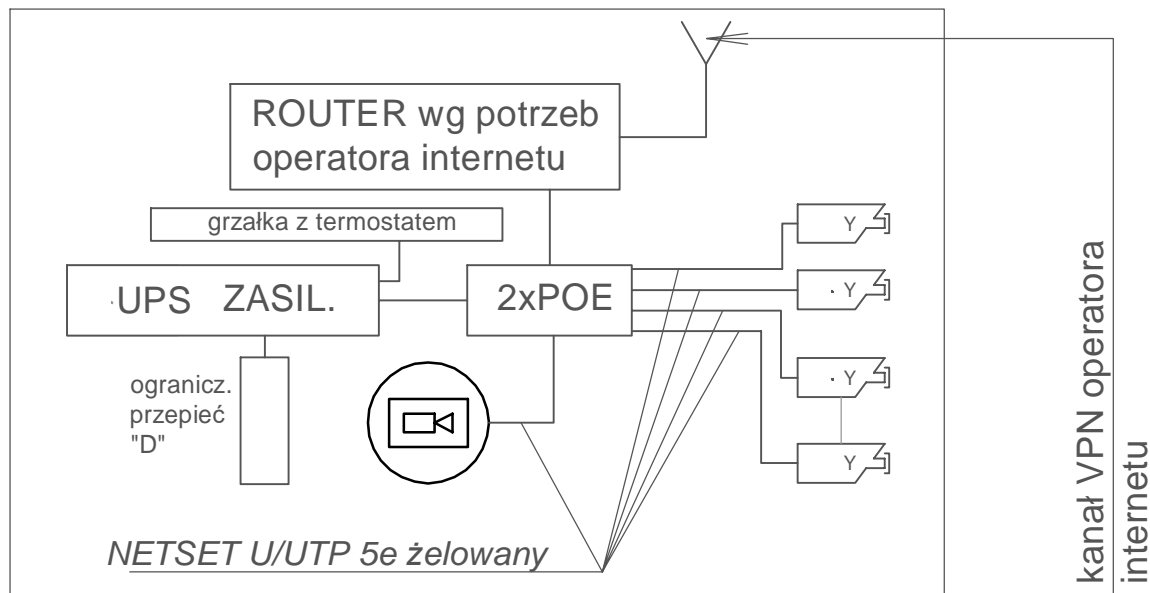 ROUTER wg potrzeb
operatora internetu
grzałka z termostatem
UPS ZASIL.
2xPOE
Y
Y
Y
Y
ogranicz.
przepieć
"D"
NETSET U/UTP 5e żelowany
kanał VPN operatora
internetu